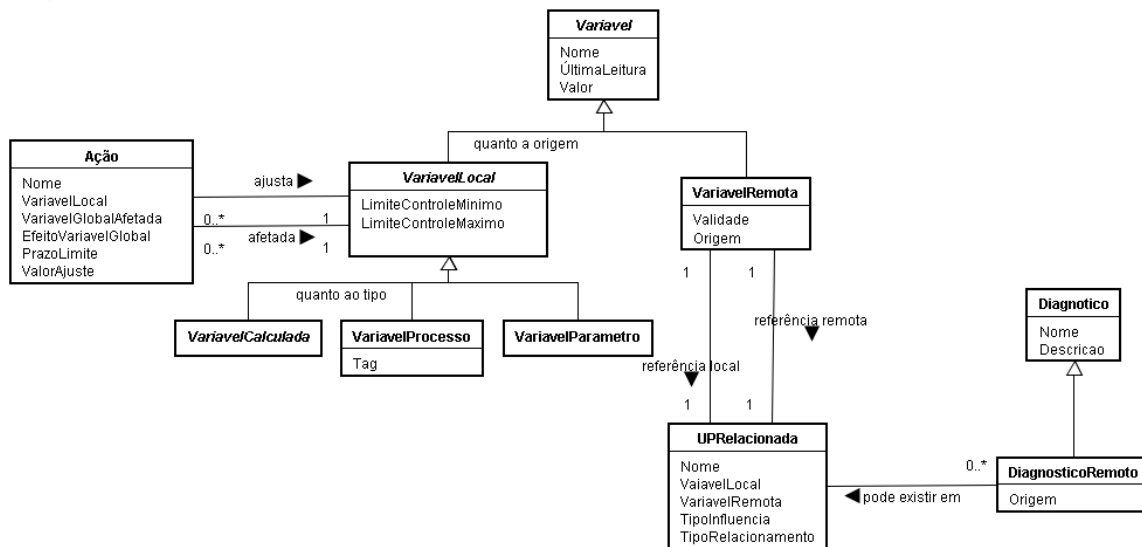 Variavel
Nome
ÚltimaLeitura
Valor
quanto a origem
Ação
Nome
VariavelLocal
VariavelGlobalAfetada
EfeitoVariavelGlobal
PrazoLimite
ValorAjuste
ajusta
0..*
1
afetada
0..*
1
VariavelLocal
LimiteControleMinimo
LimiteControleMaximo
VariavelRemota
Validade
Origem
quanto ao tipo
VariavelCalculada
VariavelProcesso
Tag
VariavelParametro
1
1
referência remota
referência local
1
1
Diagnotico
Nome
Descricao
UPRelacionada
Nome
VaiavelLocal
VariavelRemota
TipoInfluencia
TipoRelacionamento
0..*
pode existir em
DiagnosticoRemoto
Origem